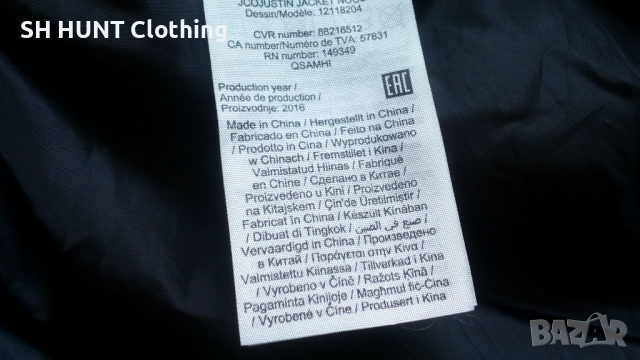 SH HUNT Clothing
JCOJUSTIN JACKET NOOS
Dessin/Modèle: 12118204
CVR number: 88216512
CA number/Numéro de TVA: 57831
RN number: 149349
QSAMHI
EAC
Production year /
Année de production /
Proizvodnje: 2016
Made in China / Hergestellt in China /
Fabricado en China / Feito na China
/ Prodotto in Cina / Wyprodukowano
w Chinach / Fremstillet i Kina /
Valmistatud Hiinas / Fabriqué
en Chine / Сделано в Китае /
Proizvedeno u Kini / Proizvedeno
na Kitajskem / Çin'de Üretilmiştir /
Fabricat în China / Készült Kínában
/ Dibuat di Tingkok / صنع في الصين /
Vervaardigd in China / Произведено
в Китай / Παράγεται στην Κίνα /
Valmistettu Kiinassa / Tillverkad i Kina
/ Vyrobeno v Číně / Ražots Ķīnā /
Pagaminta Kinijoje / Magħmul fiċ-Ċina
/ Vyrobené v Číne / Produsert i Kina
BAZAR